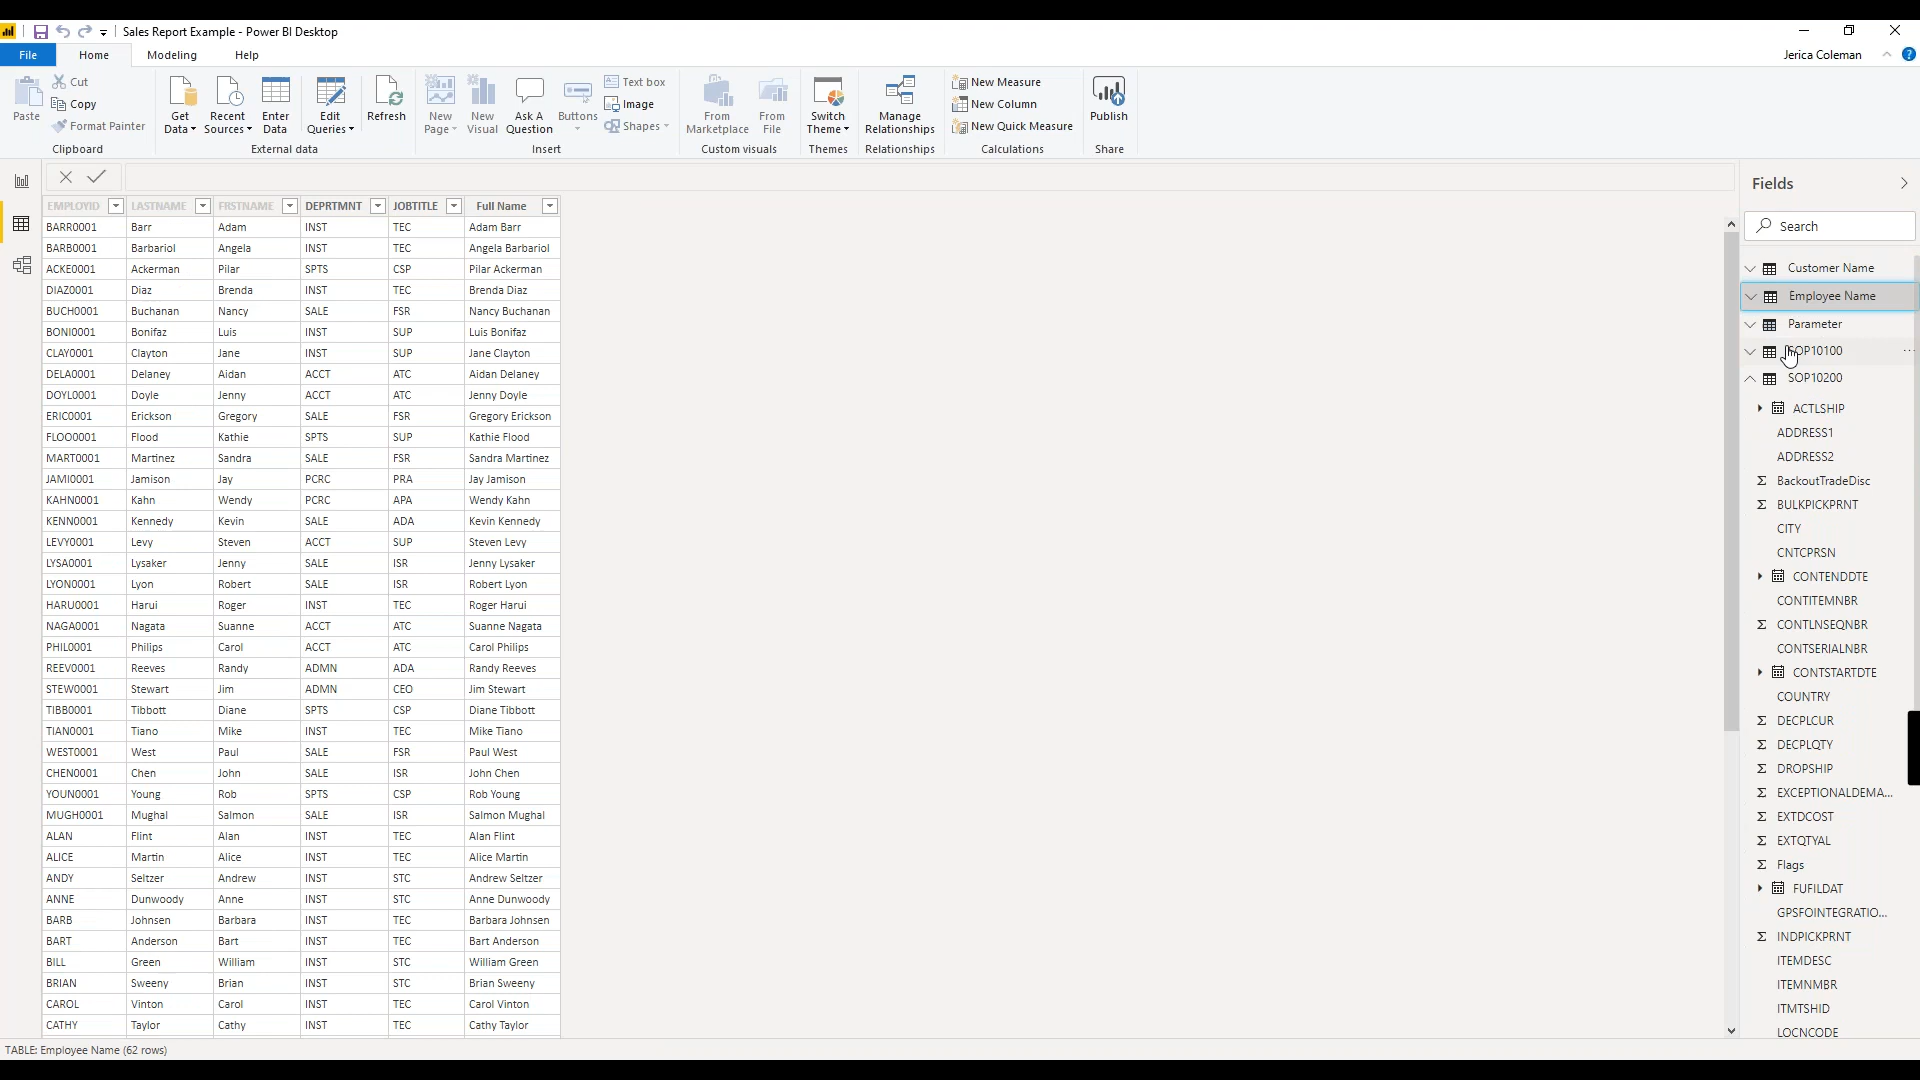 Sales Report Example - Power BI Desktop
File Home Modeling Help Jerica Coleman ?
Paste Cut Copy Format Painter
Get Data Recent Sources Enter Data Edit Queries Refresh
New Page New Visual Ask A Question Buttons Text box Image Shapes
From Marketplace From File Switch Theme Manage Relationships
New Measure New Column New Quick Measure Publish
Clipboard External data Insert Custom visuals Themes Relationships Calculations Share
EMPLOYID LASTNAME FRSTNAME DEPRTMNT JOBTITLE Full Name
BARR0001 Barr Adam INST TEC Adam Barr
BARB0001 Barbariol Angela INST TEC Angela Barbariol
ACKE0001 Ackerman Pilar SPTS CSP Pilar Ackerman
DIAZ0001 Diaz Brenda INST TEC Brenda Diaz
BUCH0001 Buchanan Nancy SALE FSR Nancy Buchanan
BONI0001 Bonifaz Luis INST SUP Luis Bonifaz
CLAY0001 Clayton Jane INST SUP Jane Clayton
DELA0001 Delaney Aidan ACCT ATC Aidan Delaney
DOYL0001 Doyle Jenny ACCT ATC Jenny Doyle
ERIC0001 Erickson Gregory SALE FSR Gregory Erickson
FLOO0001 Flood Kathie SPTS SUP Kathie Flood
MART0001 Martinez Sandra SALE FSR Sandra Martinez
JAMI0001 Jamison Jay PCRC PRA Jay Jamison
KAHN0001 Kahn Wendy PCRC APA Wendy Kahn
KENN0001 Kennedy Kevin SALE ADA Kevin Kennedy
LEVY0001 Levy Steven ACCT SUP Steven Levy
LYSA0001 Lysaker Jenny SALE ISR Jenny Lysaker
LYON0001 Lyon Robert SALE ISR Robert Lyon
HARU0001 Harui Roger INST TEC Roger Harui
NAGA0001 Nagata Suanne ACCT ATC Suanne Nagata
PHIL0001 Philips Carol ACCT ATC Carol Philips
REEV0001 Reeves Randy ADMN ADA Randy Reeves
STEW0001 Stewart Jim ADMN CEO Jim Stewart
TIBB0001 Tibbott Diane SPTS CSP Diane Tibbott
TIAN0001 Tiano Mike INST TEC Mike Tiano
WEST0001 West Paul SALE FSR Paul West
CHEN0001 Chen John SALE ISR John Chen
YOUN0001 Young Rob SPTS CSP Rob Young
MUGH0001 Mughal Salmon SALE ISR Salmon Mughal
ALAN Flint Alan INST TEC Alan Flint
ALICE Martin Alice INST TEC Alice Martin
ANDY Seltzer Andrew INST STC Andrew Seltzer
ANNE Dunwoody Anne INST STC Anne Dunwoody
BARB Johnsen Barbara INST TEC Barbara Johnsen
BART Anderson Bart INST STC Bart Anderson
BILL Green William INST STC William Green
BRIAN Sweeny Brian INST STC Brian Sweeny
CAROL Vinton Carol INST TEC Carol Vinton
CATHY Taylor Cathy INST TEC Cathy Taylor
Fields
Search
Customer Name
Employee Name
Parameter
SOP10100
SOP10200
ACTLSHIP
ADDRESS1
ADDRESS2
Σ BackoutTradeDisc
Σ BULKPICKPRNT
CITY
CNTCPRSN
CONTENDDTE
CONTITEMNBR
Σ CONTLNSEQNBR
CONTSERIALNBR
CONTSTARTDTE
COUNTRY
Σ DECPLCUR
Σ DECPLQTY
Σ DROPSHIP
Σ EXCEPTIONALDEMA...
Σ EXTDCOST
Σ EXTQTYAL
Σ Flags
FUFILDAT
GPSFOINTEGRATIO...
Σ INDPICKPRNT
ITEMDESC
ITEMNMBR
ITMTSHID
LOCNCODE
TABLE: Employee Name (62 rows)